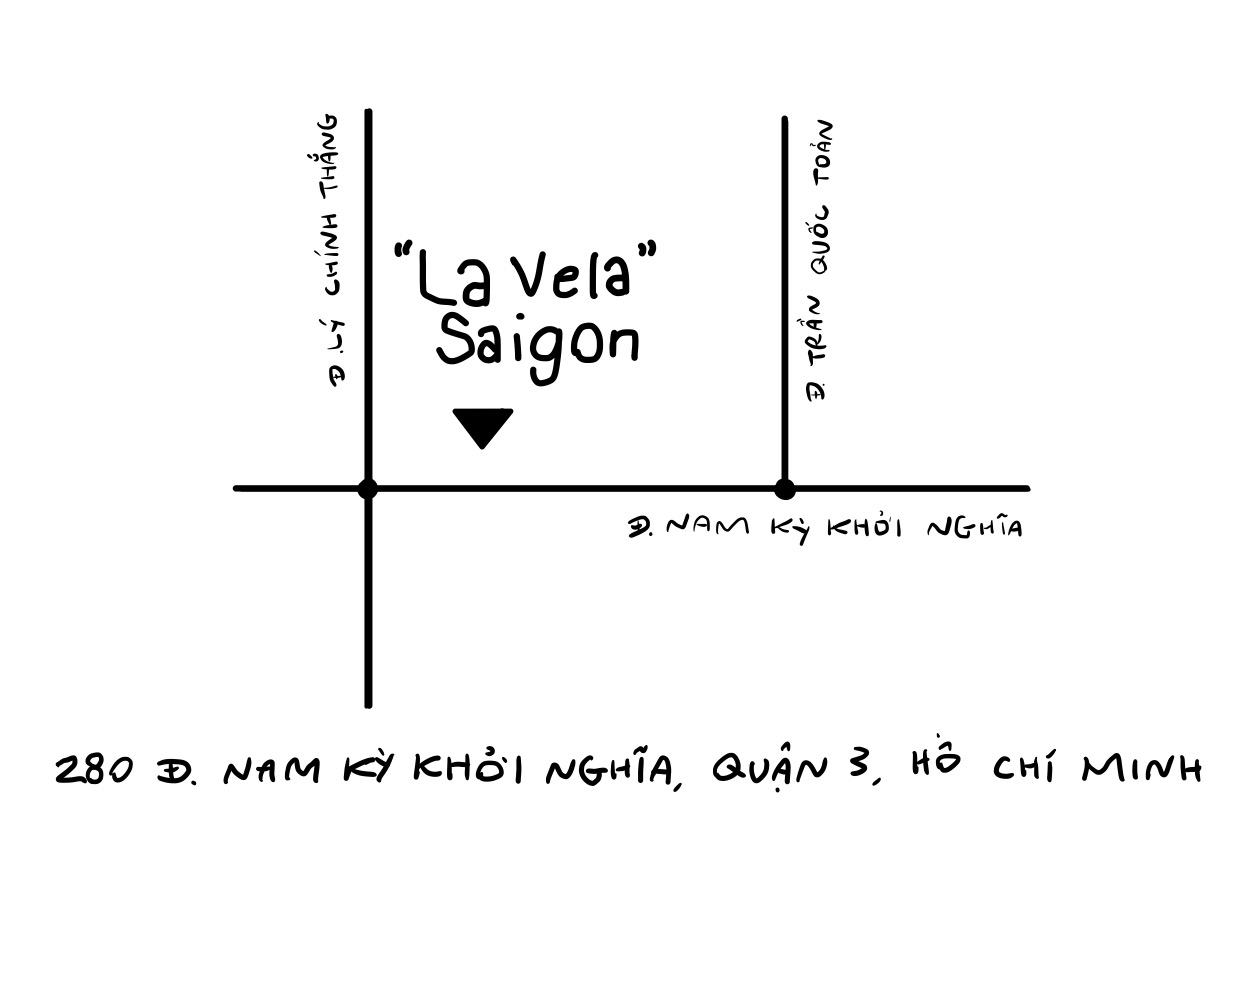 Đ. LÝ CHÍNH THẮNG
"La Vela"
Saigon
Đ. TRẦN QUỐC TOẢN
Đ. NAM KỲ KHỞI NGHĨA
280 Đ. NAM KỲ KHỞI NGHĨA, QUẬN 3, HỒ CHÍ MINH